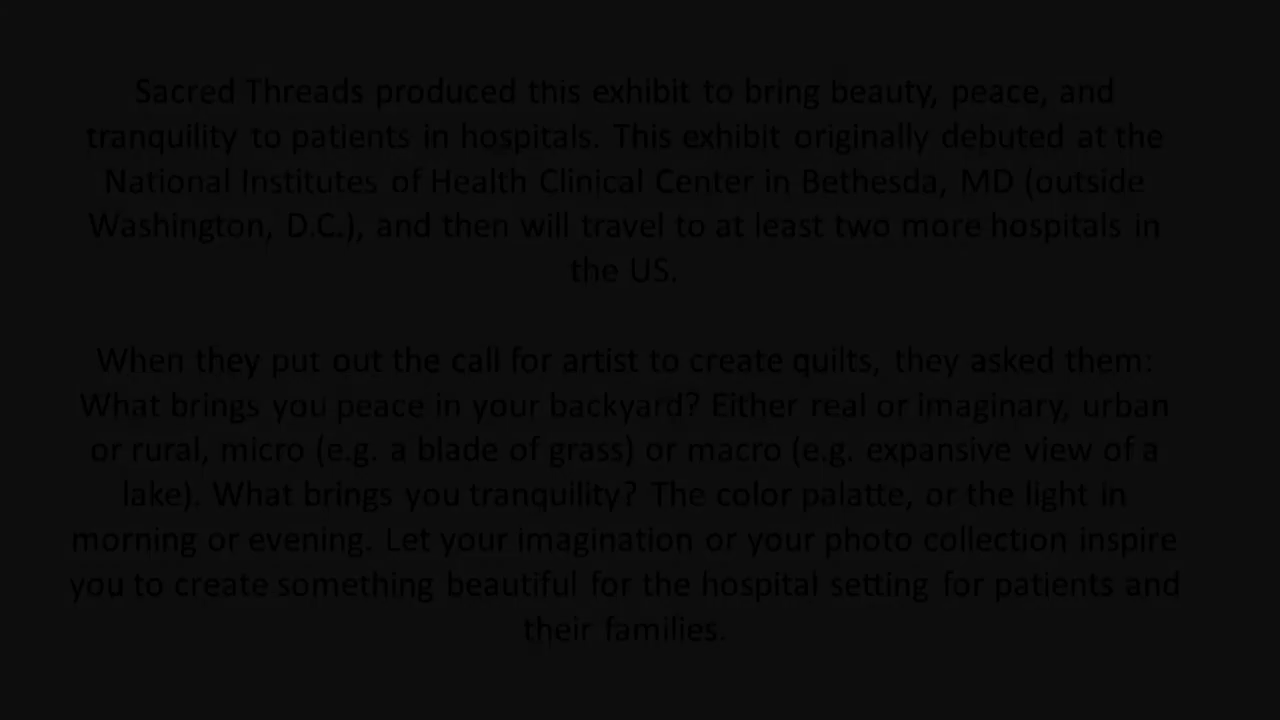 Sacred Threads produced this exhibit to bring beauty, peace, and
tranquility to patients in hospitals. This exhibit originally debuted at the
National Institutes of Health Clinical Center in Bethesda, MD (outside
Washington, D.C.), and then will travel to at least two more hospitals in
the US.
When they put out the call for artist to create quilts, they asked them:
What brings you peace in your backyard? Either real or imaginary, urban
or rural, micro (e.g. a blade of grass) or macro (e.g. expansive view of a
lake). What brings you tranquility? The color palatte, or the light in
morning or evening. Let your imagination or your photo collection inspire
you to create something beautiful for the hospital setting for patients and
their families.